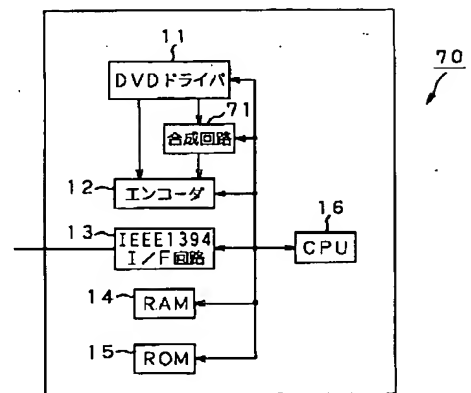 11
70
DVDドライバ
71
合成回路
12
エンコーダ
16
13
IEEE1394
I/F回路
CPU
14
RAM
15
ROM